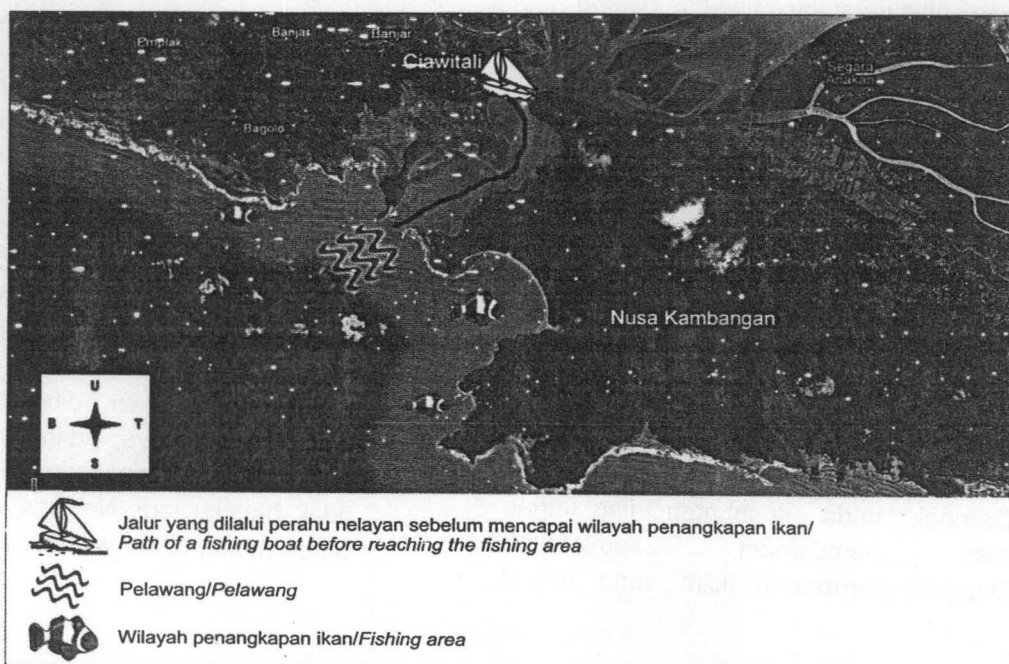 Emplak
Banjar
Banjar
Ciawitali
Segara
Anakan
Bagolo
Nusa Kambangan
U
B T
S
Jalur yang dilalui perahu nelayan sebelum mencapai wilayah penangkapan ikan/
Path of a fishing boat before reaching the fishing area
Pelawang/Pelawang
Wilayah penangkapan ikan/Fishing area